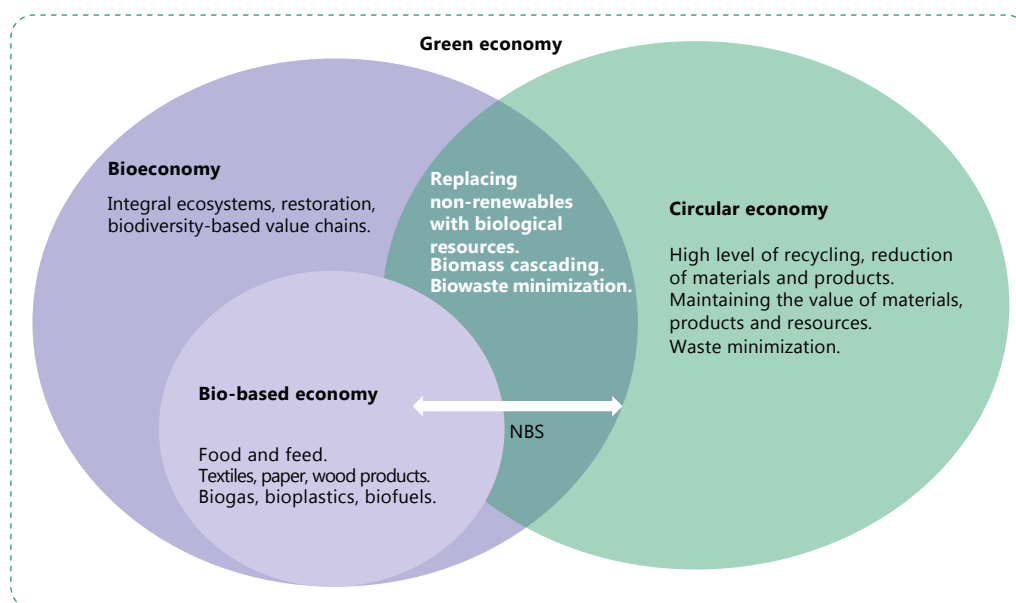 Green economy
Bioeconomy
Integral ecosystems, restoration,
biodiversity-based value chains.
Replacing
non-renewables
with biological
resources.
Biomass cascading.
Biowaste minimization.
Circular economy
High level of recycling, reduction
of materials and products.
Maintaining the value of materials,
products and resources.
Waste minimization.
Bio-based economy
Food and feed.
Textiles, paper, wood products.
Biogas, bioplastics, biofuels.
NBS